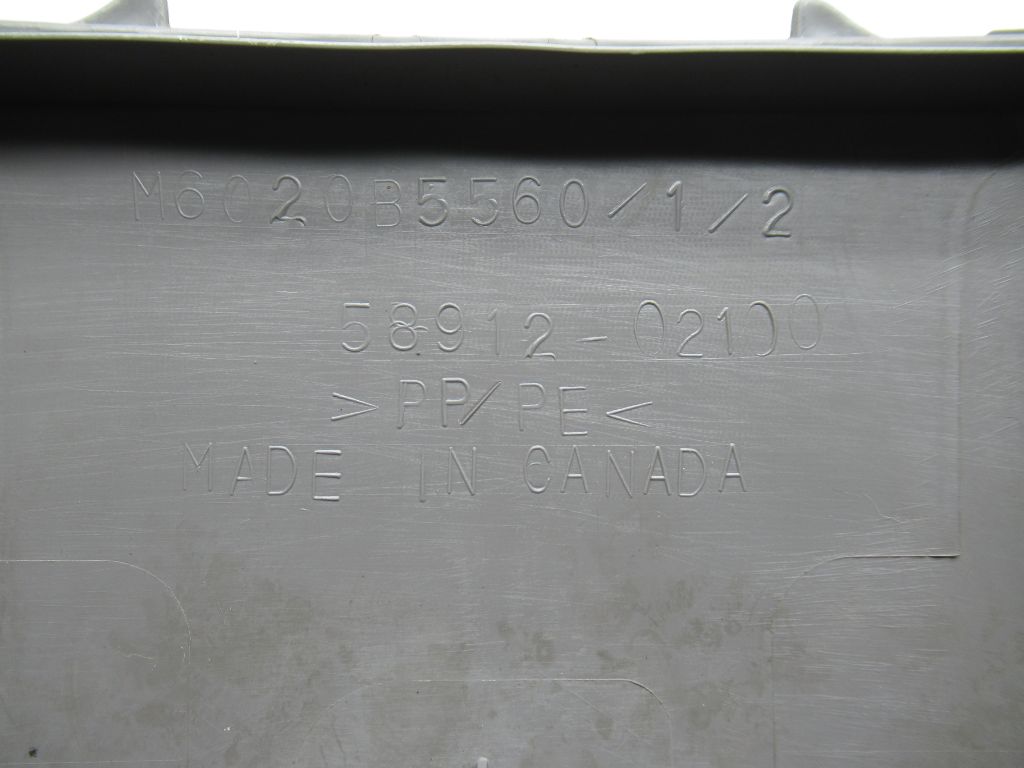 M6020B5560/1/2
58912-02100
>PP/PE<
MADE IN CANADA